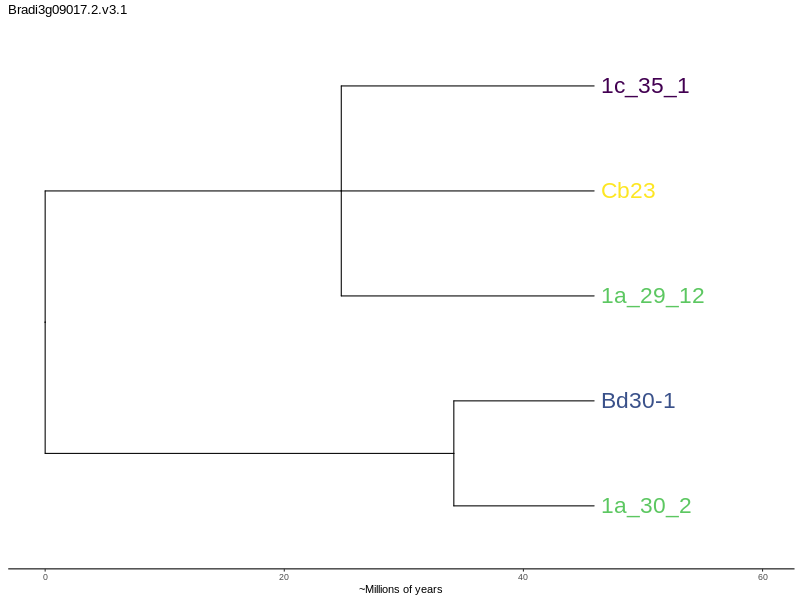 Bradi3g09017.2.v3.1
1c_35_1
Cb23
1a_29_12
Bd30-1
1a_30_2
0 20 40 60
~Millions of years